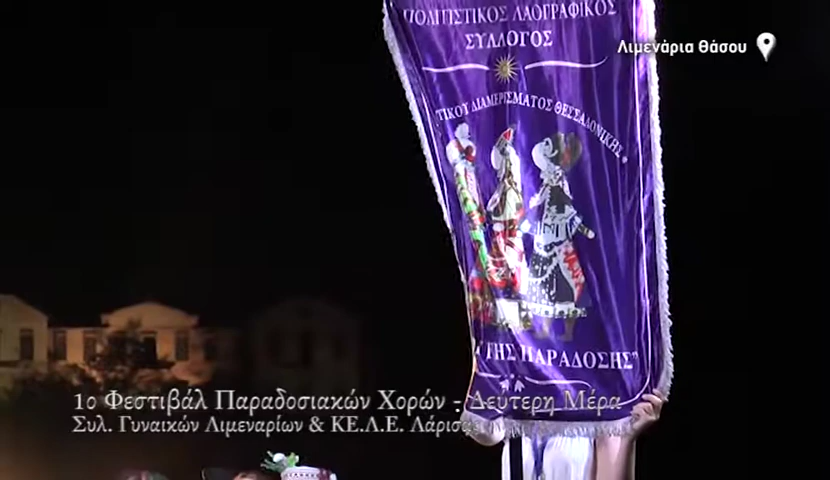 ΠΟΛΙΤΙΣΤΙΚΟΣ ΛΑΟΓΡΑΦΙΚΟΣ
ΣΥΛΛΟΓΟΣ
Λιμενάρια Θάσου
ΤΙΚΟΥ ΔΙΑΜΕΡΙΣΜΑΤΟΣ ΘΕΣΣΑΛΟΝΙΚΗΣ
ΤΗΣ ΠΑΡΑΔΟΣΗΣ"
1ο Φεστιβάλ Παραδοσιακών Χορών - Δεύτερη Μέρα
Συλ. Γυναικών Λιμεναρίων & ΚΕ.Λ.Ε. Λάρισας